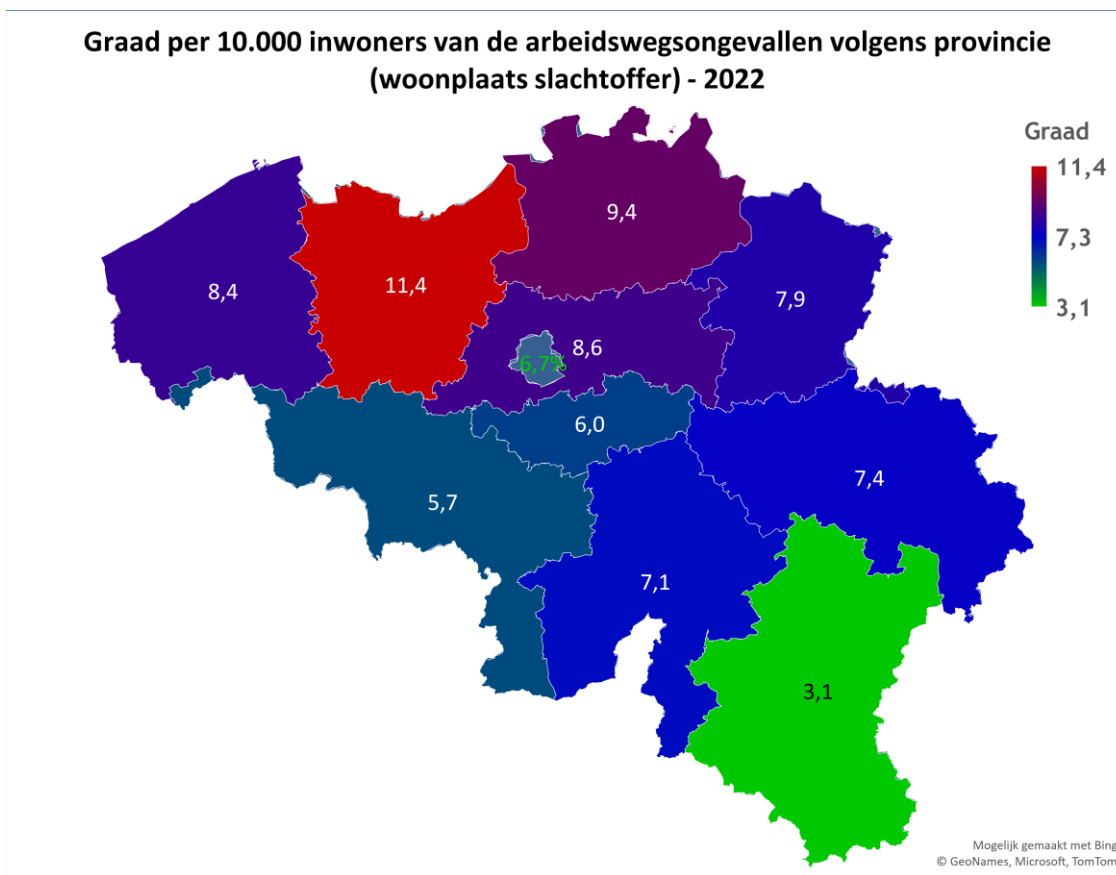 Graad per 10.000 inwoners van de arbeidswegsongevallen volgens provincie
(woonplaats slachtoffer) - 2022
Graad
11,4
7,3
3,1
9,4
8,4
11,4
7,9
8,6
6,7%
6,0
7,4
5,7
7,1
3,1
Mogelijk gemaakt met Bing
© GeoNames, Microsoft, TomTom